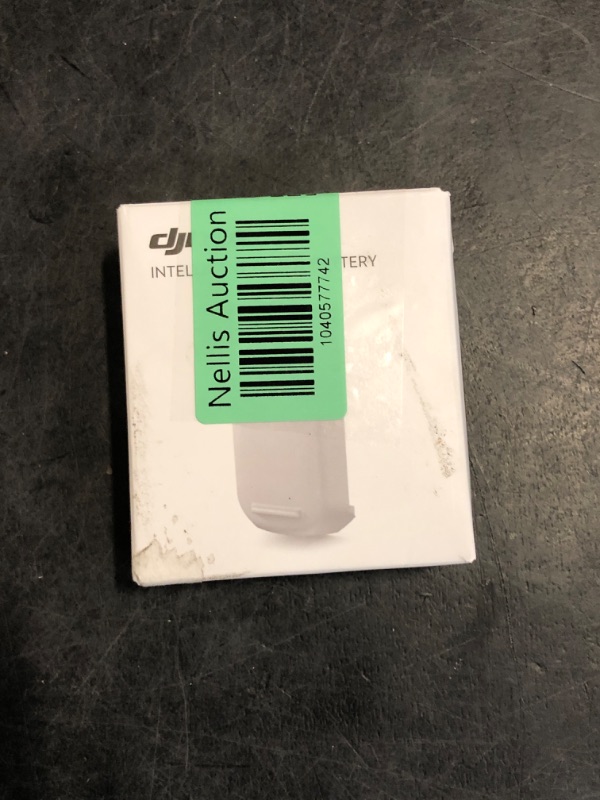 dji
INTEL TERY
Nellis Auction
1040577742